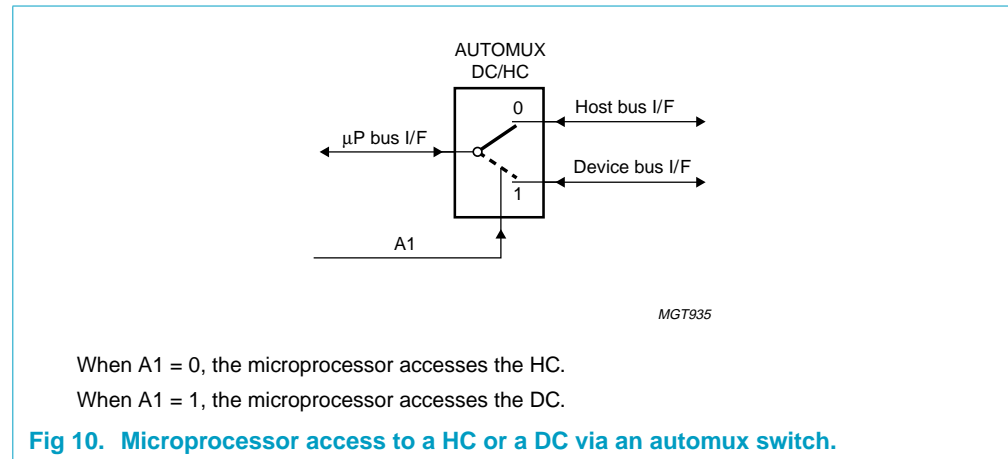 AUTOMUX
DC/HC
0
Host bus I/F
µP bus I/F
Device bus I/F
1
A1
MGT935
When A1 = 0, the microprocessor accesses the HC.
When A1 = 1, the microprocessor accesses the DC.
Fig 10. Microprocessor access to a HC or a DC via an automux switch.